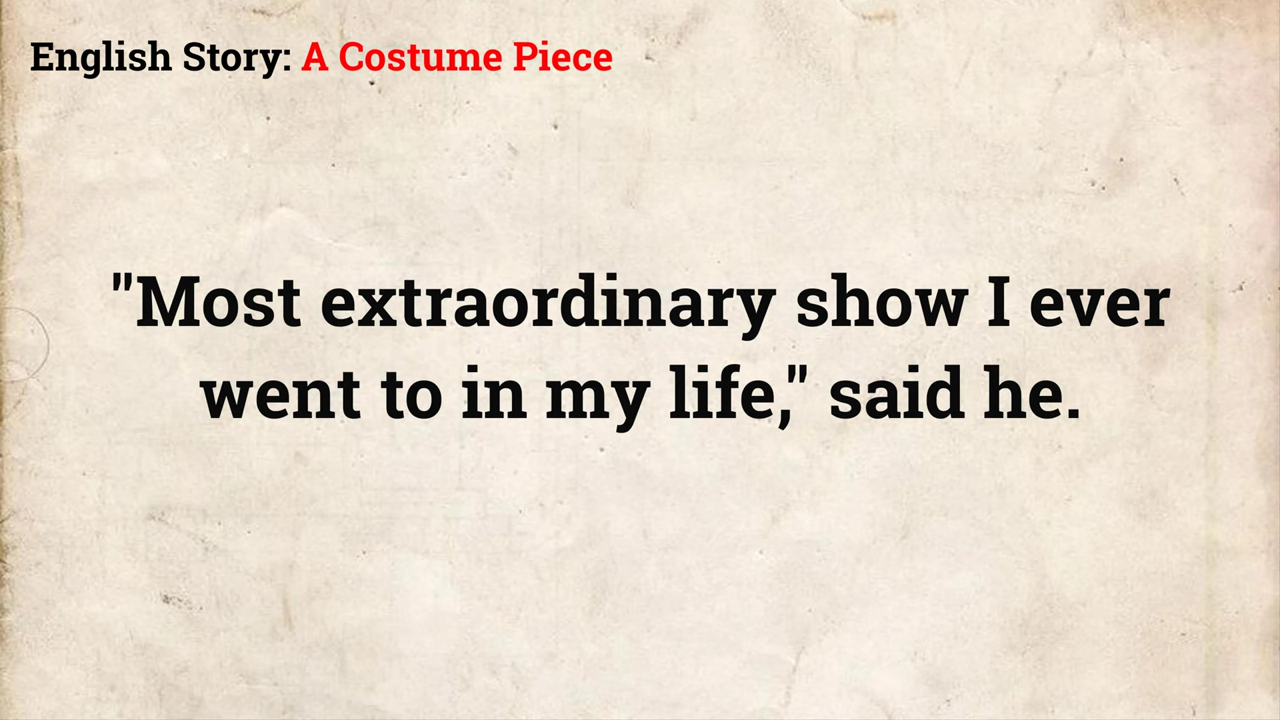 English Story: A Costume Piece
"Most extraordinary show I ever
went to in my life," said he.